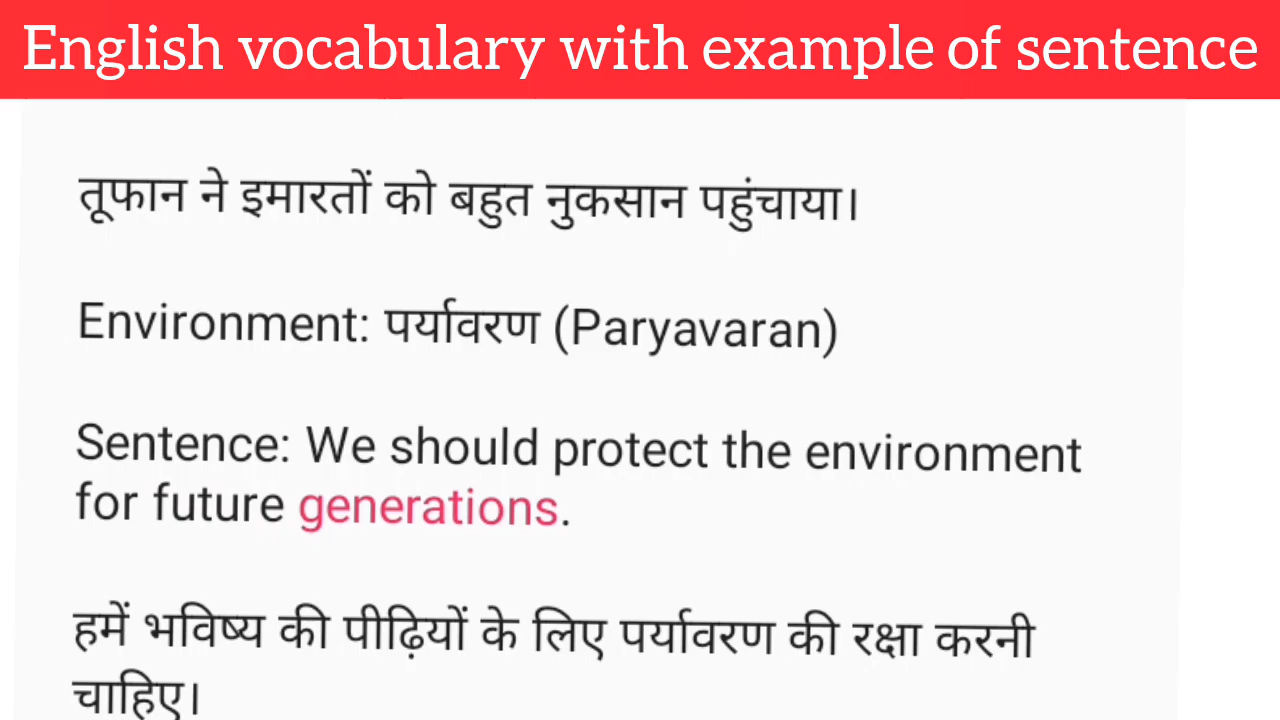 English vocabulary with example of sentence
तूफान ने इमारतों को बहुत नुकसान पहुंचाया।
Environment: पर्यावरण (Paryavaran)
Sentence: We should protect the environment
for future generations.
हमें भविष्य की पीढ़ियों के लिए पर्यावरण की रक्षा करनी
चाहिए।